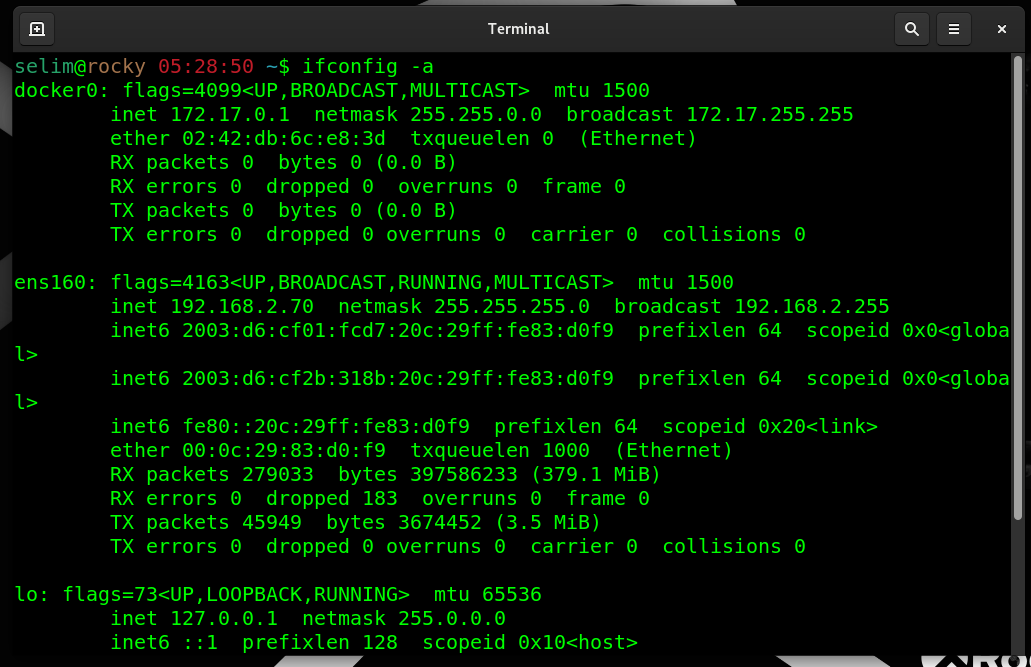 Terminal
selim@rocky 05:28:50 ~$ ifconfig -a
docker0: flags=4099<UP,BROADCAST,MULTICAST>  mtu 1500
        inet 172.17.0.1  netmask 255.255.0.0  broadcast 172.17.255.255
        ether 02:42:db:6c:e8:3d  txqueuelen 0  (Ethernet)
        RX packets 0  bytes 0 (0.0 B)
        RX errors 0  dropped 0  overruns 0  frame 0
        TX packets 0  bytes 0 (0.0 B)
        TX errors 0  dropped 0 overruns 0  carrier 0  collisions 0

ens160: flags=4163<UP,BROADCAST,RUNNING,MULTICAST>  mtu 1500
        inet 192.168.2.70  netmask 255.255.255.0  broadcast 192.168.2.255
        inet6 2003:d6:cf01:fcd7:20c:29ff:fe83:d0f9  prefixlen 64  scopeid 0x0<globa
l>
        inet6 2003:d6:cf2b:318b:20c:29ff:fe83:d0f9  prefixlen 64  scopeid 0x0<globa
l>
        inet6 fe80::20c:29ff:fe83:d0f9  prefixlen 64  scopeid 0x20<link>
        ether 00:0c:29:83:d0:f9  txqueuelen 1000  (Ethernet)
        RX packets 279033  bytes 397586233 (379.1 MiB)
        RX errors 0  dropped 183  overruns 0  frame 0
        TX packets 45949  bytes 3674452 (3.5 MiB)
        TX errors 0  dropped 0 overruns 0  carrier 0  collisions 0

lo: flags=73<UP,LOOPBACK,RUNNING>  mtu 65536
        inet 127.0.0.1  netmask 255.0.0.0
        inet6 ::1  prefixlen 128  scopeid 0x10<host>